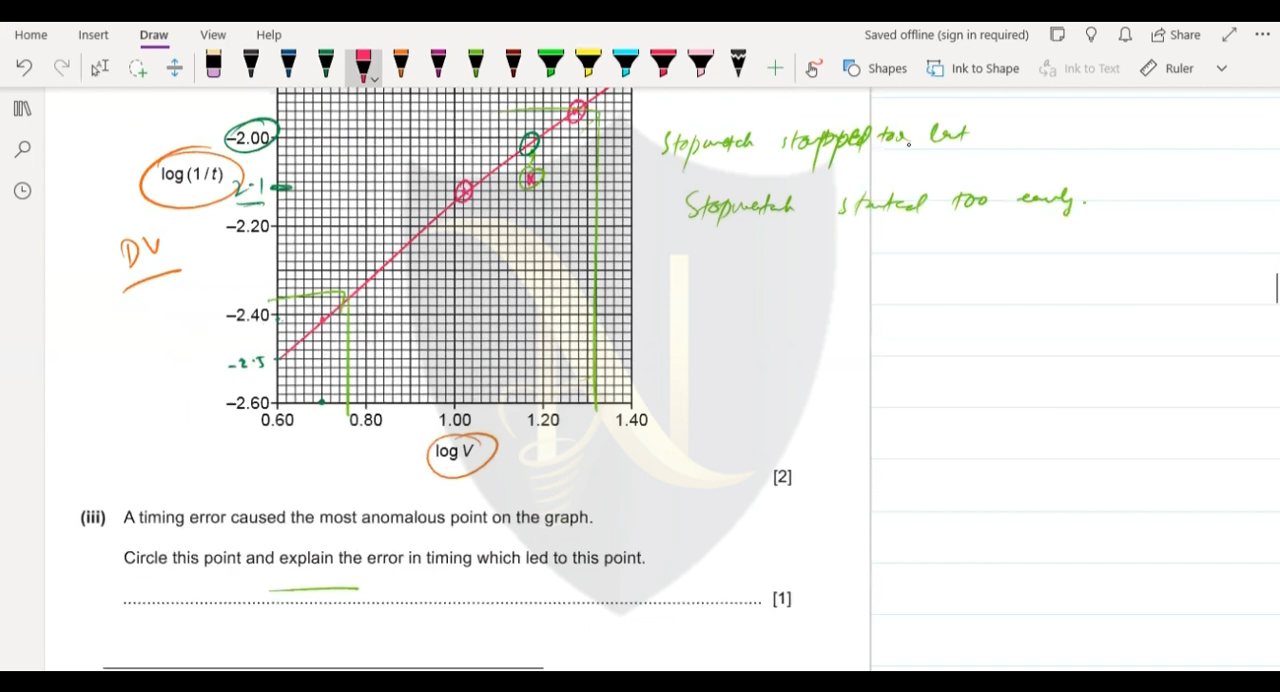 Home Insert Draw View Help Saved offline (sign in required) Share
Shapes Ink to Shape Ink to Text Ruler
−2.00
Stopwatch stopped too lat
log (1 / t)
2.1
Stopwatch started too early.
−2.20
DV
−2.40
-2.5
−2.60
0.60 0.80 1.00 1.20 1.40
log V
[2]
(iii) A timing error caused the most anomalous point on the graph.
Circle this point and explain the error in timing which led to this point.
[1]